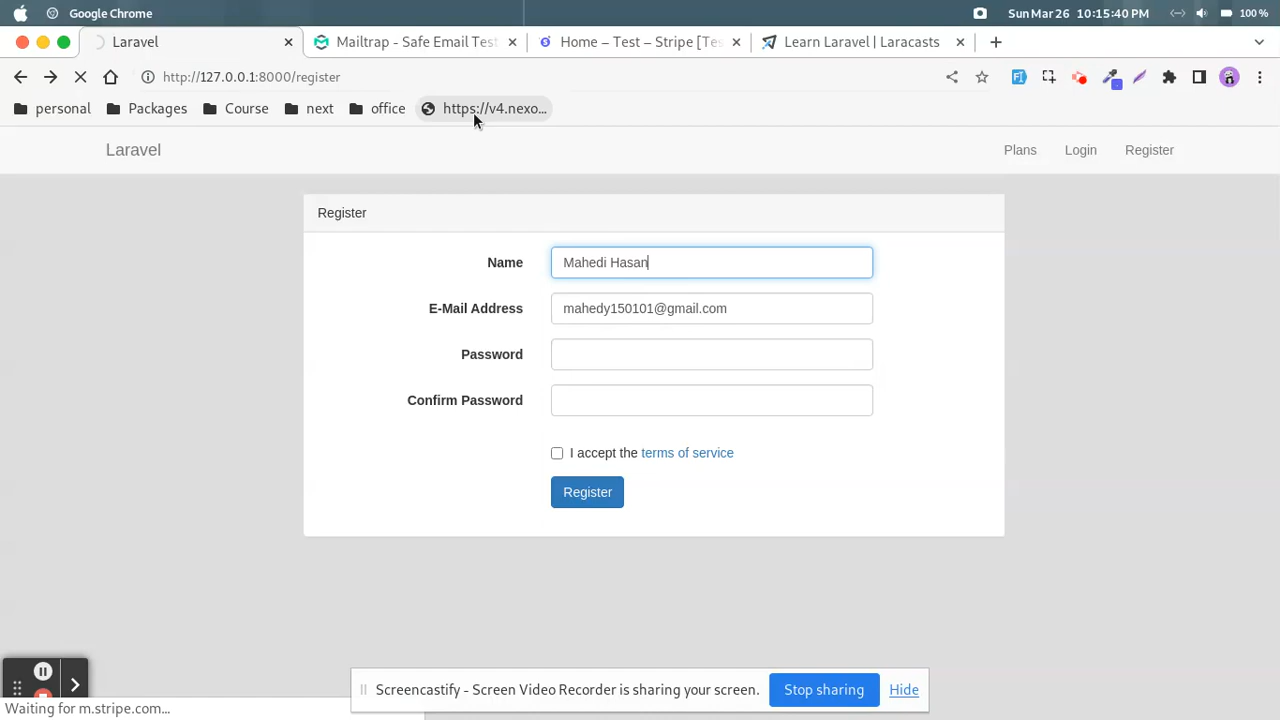 Google Chrome
Sun Mar 26 10:15:40 PM
100 %
Laravel
Mailtrap - Safe Email Test
Home – Test – Stripe [Tes
Learn Laravel | Laracasts
http://127.0.0.1:8000/register
personal
Packages
Course
next
office
https://v4.nexo...
Laravel
Plans
Login
Register
Register
Name
Mahedi Hasan
E-Mail Address
mahedy150101@gmail.com
Password
Confirm Password
I accept the terms of service
Register
Screencastify - Screen Video Recorder is sharing your screen.
Stop sharing
Hide
Waiting for m.stripe.com...